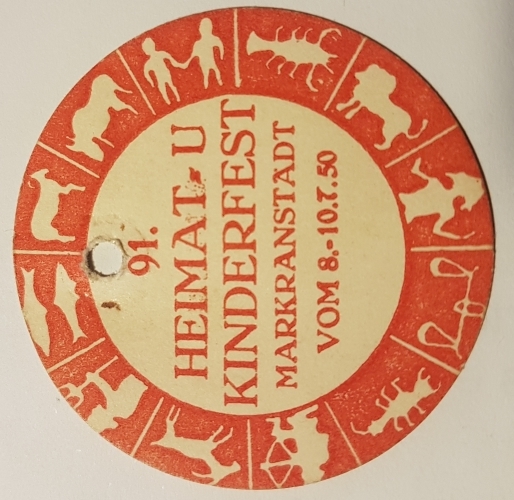 91.
HEIMAT- U
KINDERFEST
MARKRANSTÄDT
VOM 8.-10.7.50